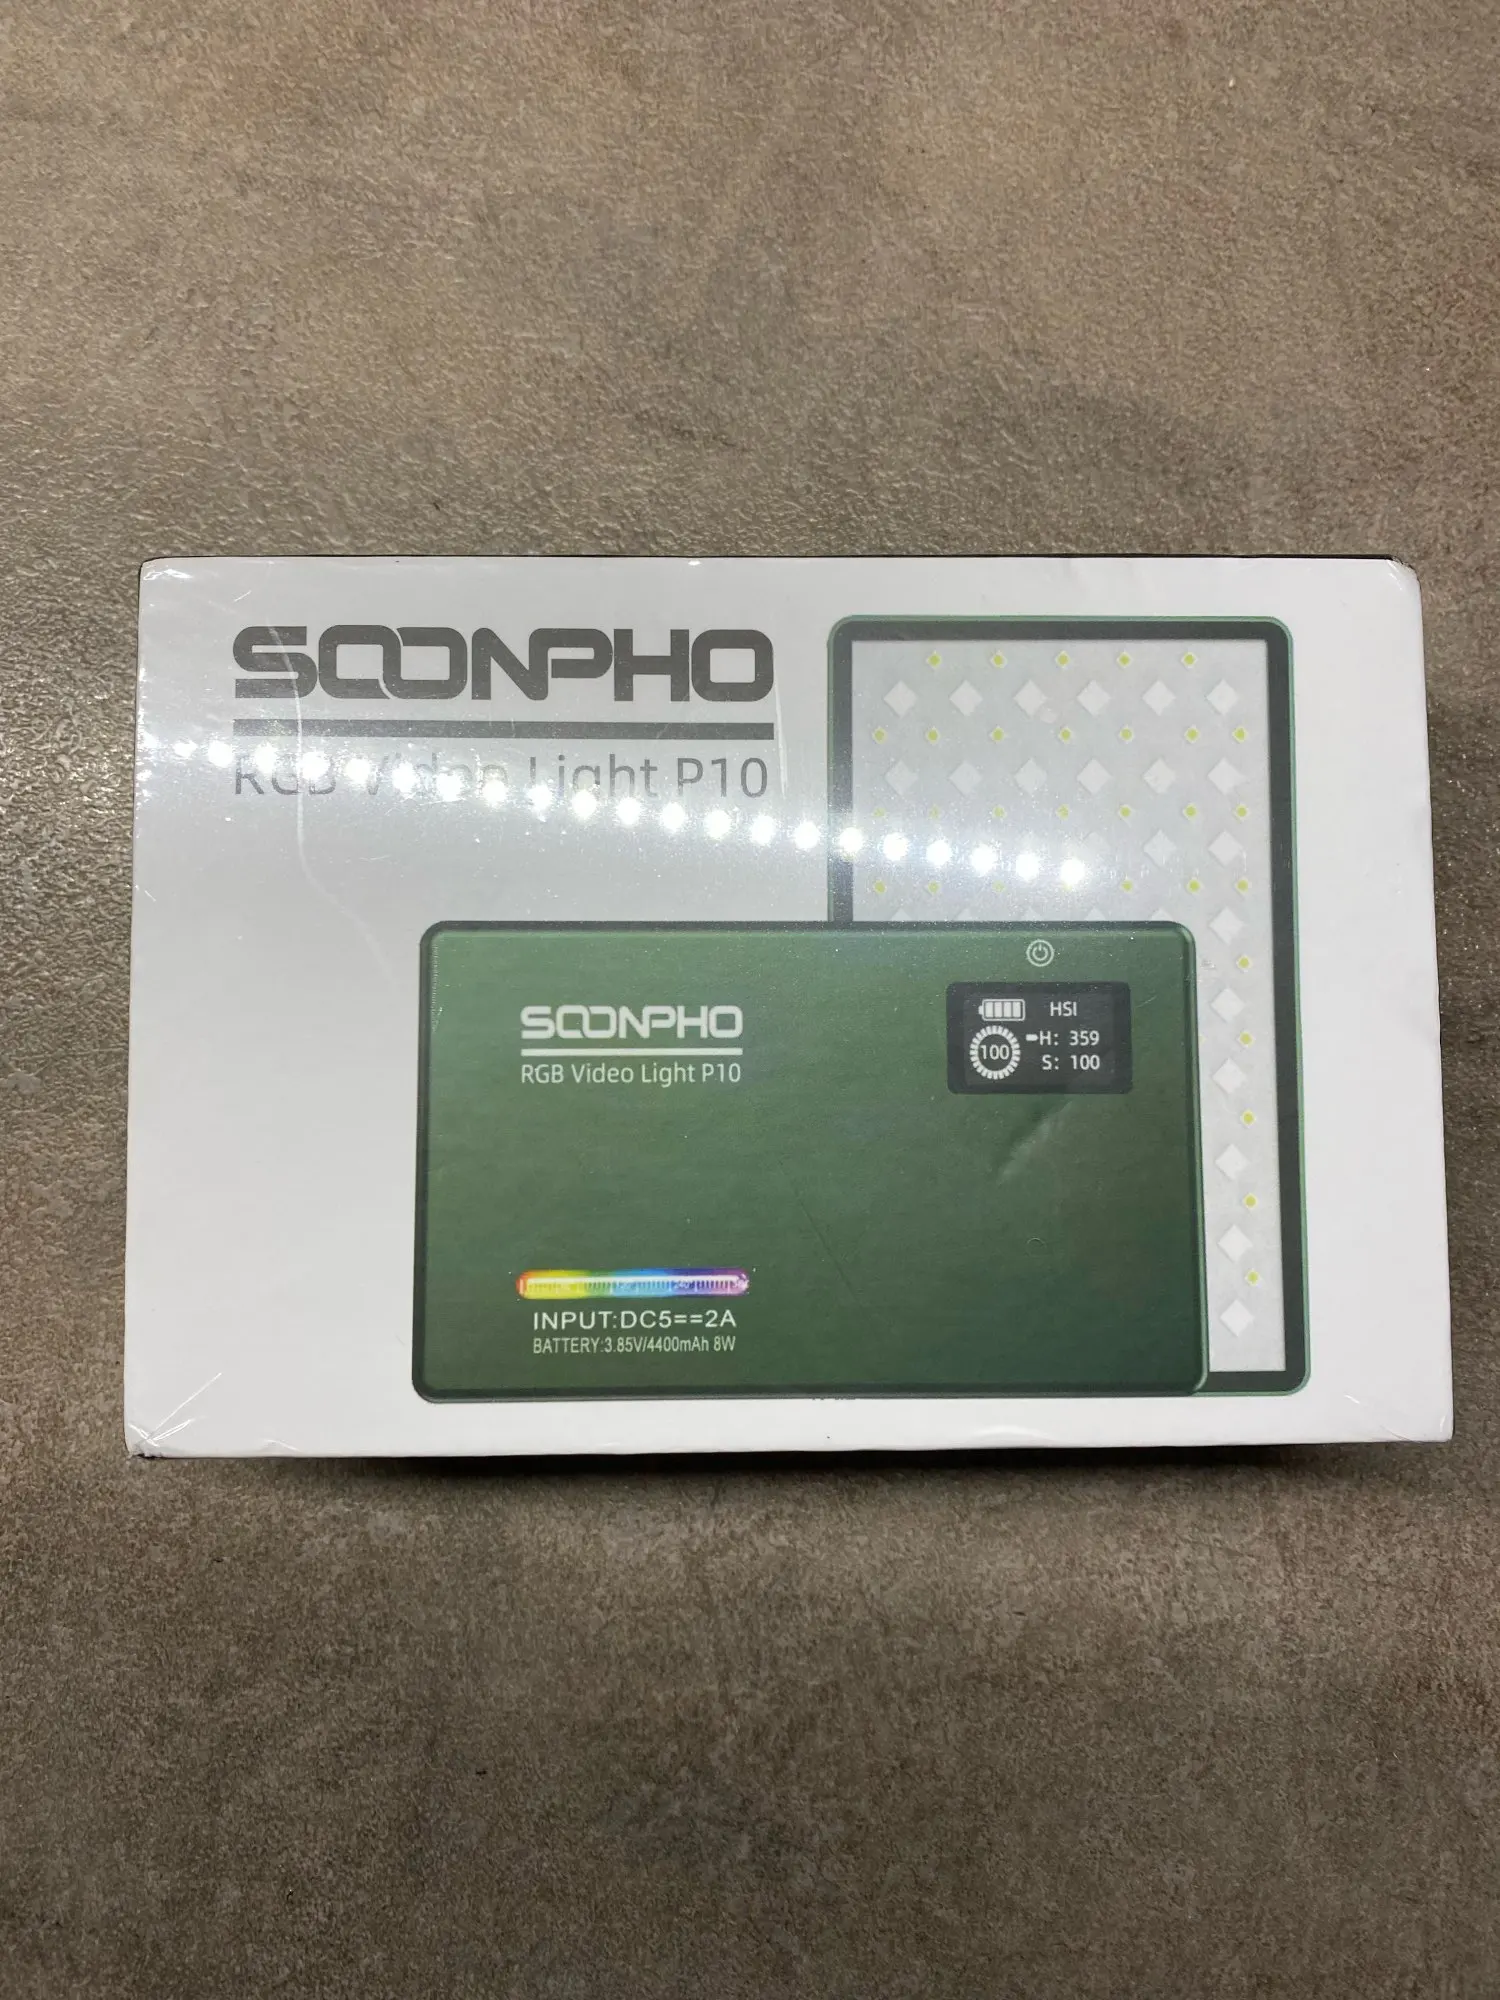 SOONPHO
RGB Video Light P10
SOONPHO
RGB Video Light P10
HSI
100
H: 359
S: 100
INPUT:DC5==2A
BATTERY:3.85V/4400mAh 8W